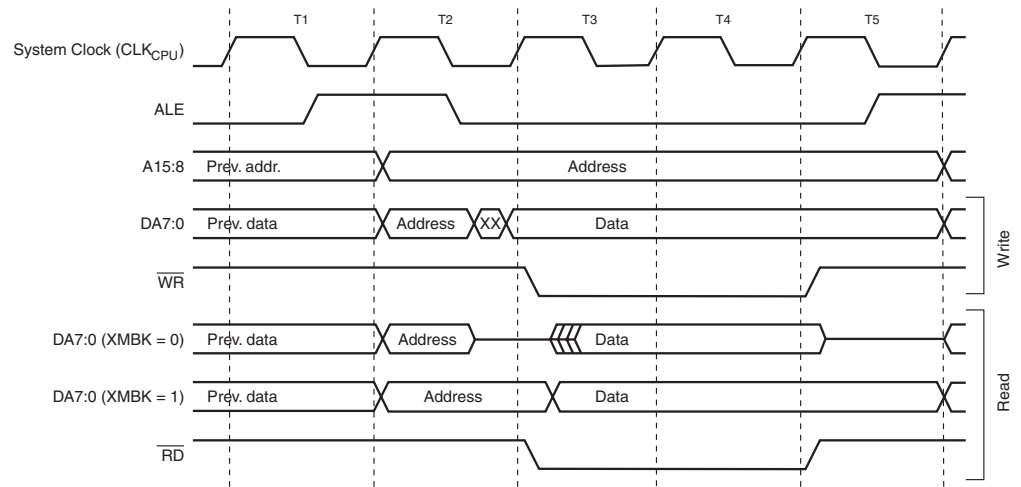 T1 T2 T3 T4 T5
System Clock (CLKCPU)
ALE
A15:8 Prev. addr. Address
DA7:0 Prev. data Address XX Data
WR
Write
DA7:0 (XMBK = 0) Prev. data Address Data
DA7:0 (XMBK = 1) Prev. data Address Data
RD
Read